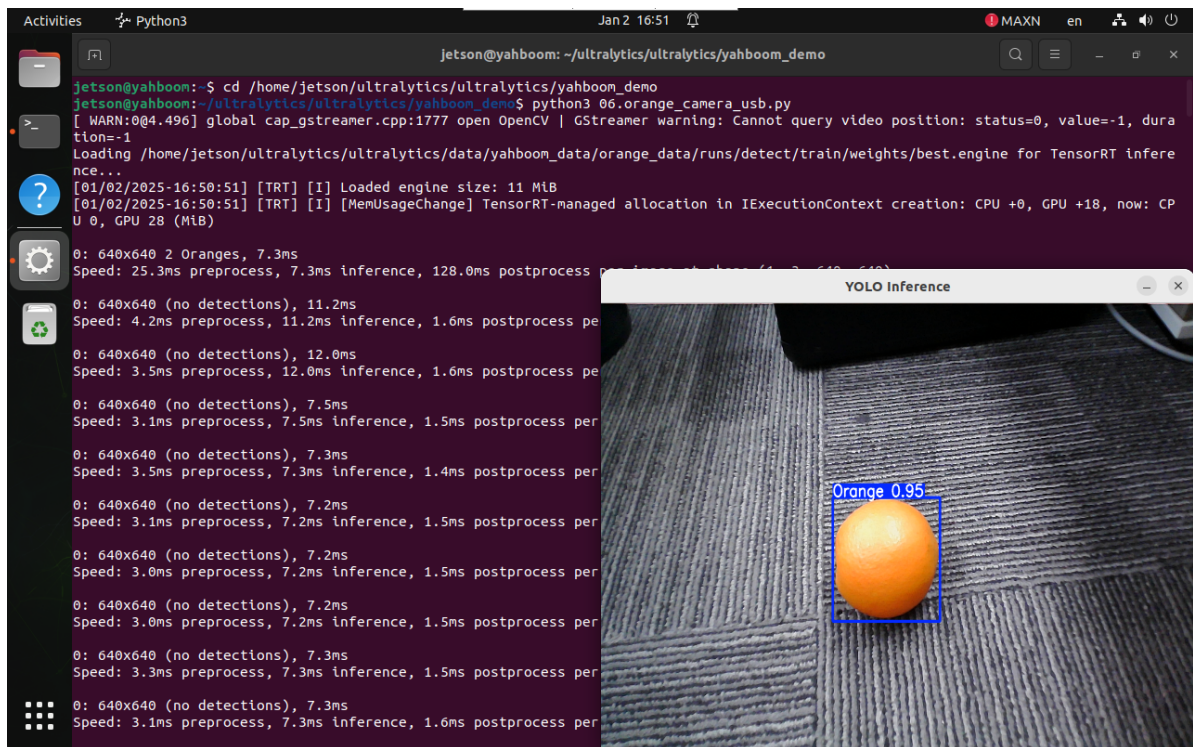 Activities
Python3
Jan 2 16:51
MAXN
en
jetson@yahboom: ~/ultralytics/ultralytics/yahboom_demo
jetson@yahboom:~$ cd /home/jetson/ultralytics/ultralytics/yahboom_demo
jetson@yahboom:~/ultralytics/ultralytics/yahboom_demo$ python3 06.orange_camera_usb.py
[ WARN:0@4.496] global cap_gstreamer.cpp:1777 open OpenCV | GStreamer warning: Cannot query video position: status=0, value=-1, dura
tion=-1
Loading /home/jetson/ultralytics/ultralytics/data/yahboom_data/orange_data/runs/detect/train/weights/best.engine for TensorRT infere
nce...
[01/02/2025-16:50:51] [TRT] [I] Loaded engine size: 11 MiB
[01/02/2025-16:50:51] [TRT] [I] [MemUsageChange] TensorRT-managed allocation in IExecutionContext creation: CPU +0, GPU +18, now: CP
U 0, GPU 28 (MiB)
0: 640x640 2 Oranges, 7.3ms
Speed: 25.3ms preprocess, 7.3ms inference, 128.0ms postprocess
0: 640x640 (no detections), 11.2ms
Speed: 4.2ms preprocess, 11.2ms inference, 1.6ms postprocess pe
0: 640x640 (no detections), 12.0ms
Speed: 3.5ms preprocess, 12.0ms inference, 1.6ms postprocess pe
0: 640x640 (no detections), 7.5ms
Speed: 3.1ms preprocess, 7.5ms inference, 1.5ms postprocess per
0: 640x640 (no detections), 7.3ms
Speed: 3.5ms preprocess, 7.3ms inference, 1.4ms postprocess per
0: 640x640 (no detections), 7.2ms
Speed: 3.1ms preprocess, 7.2ms inference, 1.5ms postprocess per
0: 640x640 (no detections), 7.2ms
Speed: 3.0ms preprocess, 7.2ms inference, 1.5ms postprocess per
0: 640x640 (no detections), 7.2ms
Speed: 3.0ms preprocess, 7.2ms inference, 1.5ms postprocess per
0: 640x640 (no detections), 7.3ms
Speed: 3.3ms preprocess, 7.3ms inference, 1.5ms postprocess per
0: 640x640 (no detections), 7.3ms
Speed: 3.1ms preprocess, 7.3ms inference, 1.6ms postprocess per
YOLO Inference
Orange 0.95